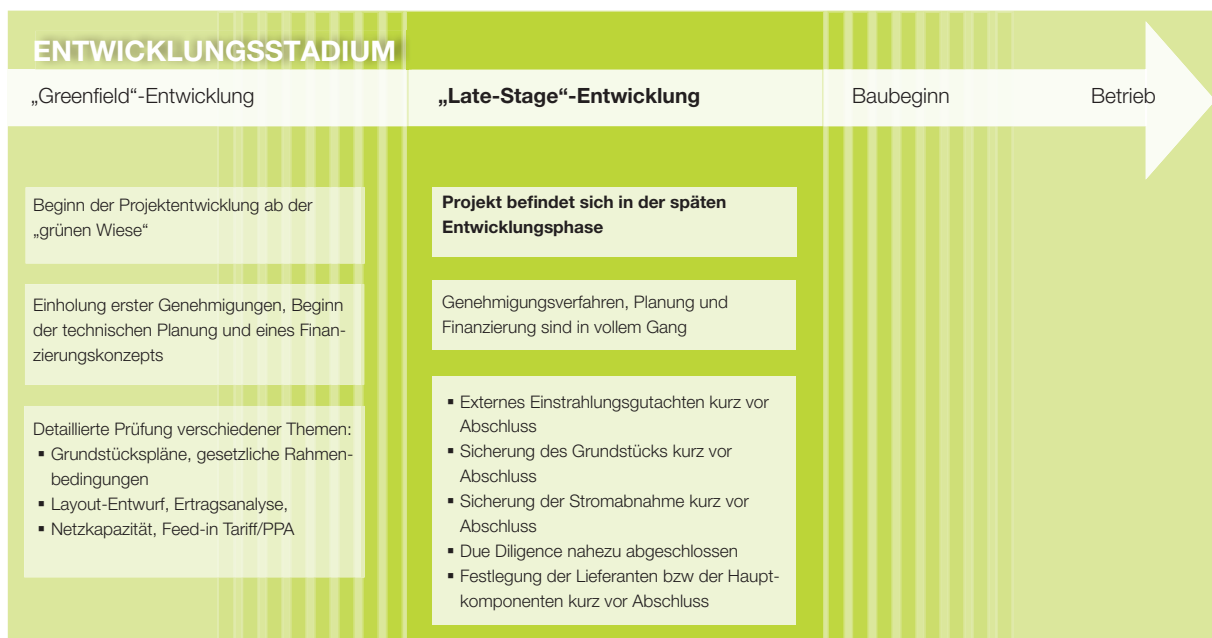 ENTWICKLUNGSSTADIUM
„Greenfield“-Entwicklung
„Late-Stage“-Entwicklung
Baubeginn
Betrieb
Beginn der Projektentwicklung ab der
„grünen Wiese“
Einholung erster Genehmigungen, Beginn
der technischen Planung und eines Finan-
zierungskonzepts
Detaillierte Prüfung verschiedener Themen:
▪ Grundstückspläne, gesetzliche Rahmen-
bedingungen
▪ Layout-Entwurf, Ertragsanalyse,
▪ Netzkapazität, Feed-in Tariff/PPA
Projekt befindet sich in der späten
Entwicklungsphase
Genehmigungsverfahren, Planung und
Finanzierung sind in vollem Gang
▪ Externes Einstrahlungsgutachten kurz vor
Abschluss
▪ Sicherung des Grundstücks kurz vor
Abschluss
▪ Sicherung der Stromabnahme kurz vor
Abschluss
▪ Due Diligence nahezu abgeschlossen
▪ Festlegung der Lieferanten bzw der Haupt-
komponenten kurz vor Abschluss